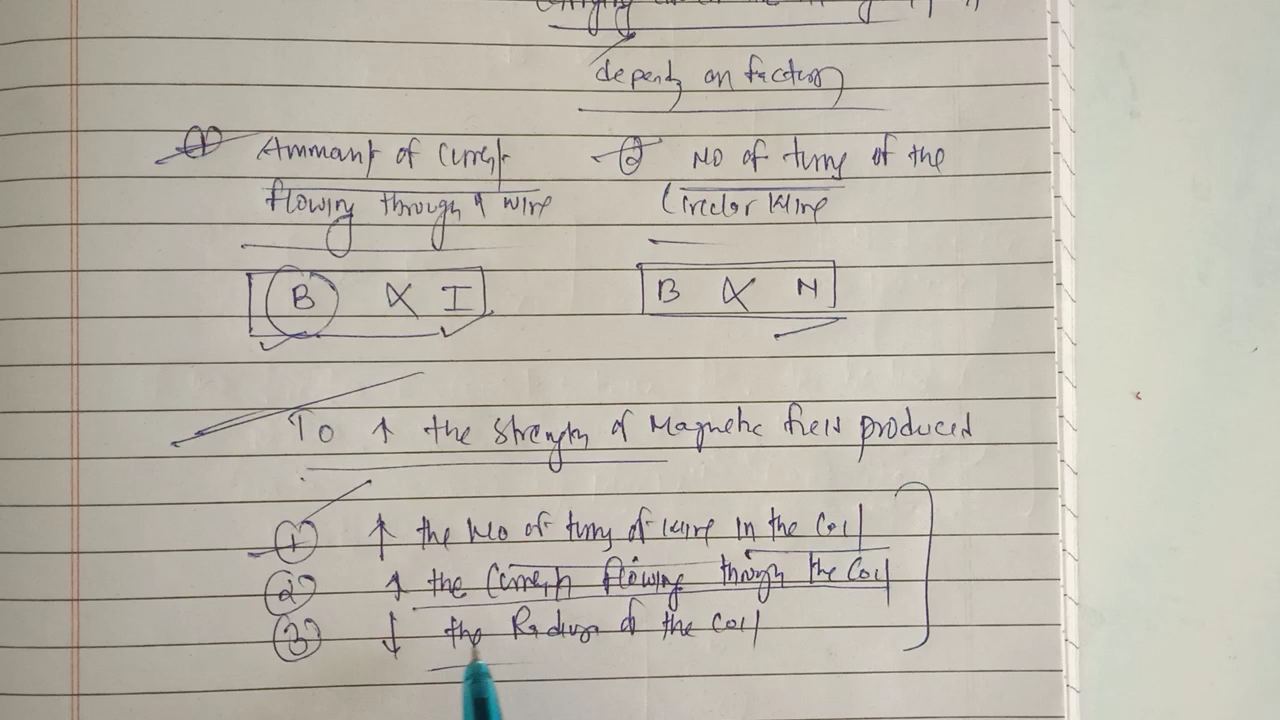 depends on factors
① Ammant of Current
flowing through a wire
② No of turns of the
Circular wire
B ∝ I
B ∝ N
To ↑ the Strength of Magnetic field produced
① ↑ the No of turns of wire in the Coil
② ↑ the Current flowing through the Coil
③ ↓ the Radius of the Coil